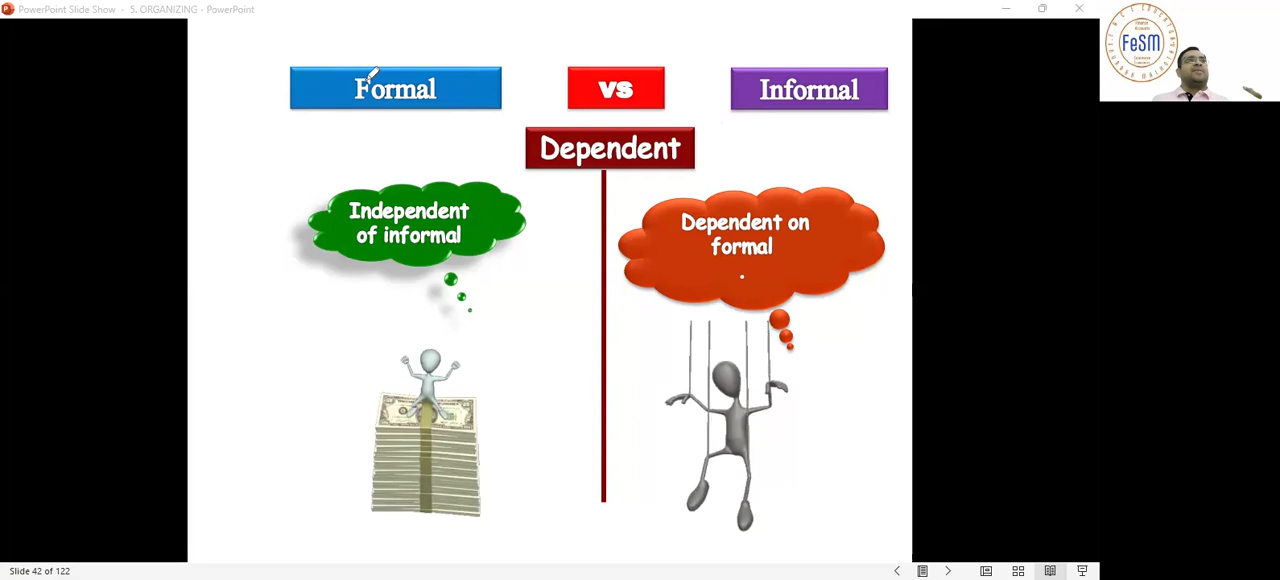 PowerPoint Slide Show - 5. ORGANIZING - PowerPoint
Formal
vs
Informal
Dependent
Independent
of informal
Dependent on
formal
.
FeSM
Slide 42 of 122